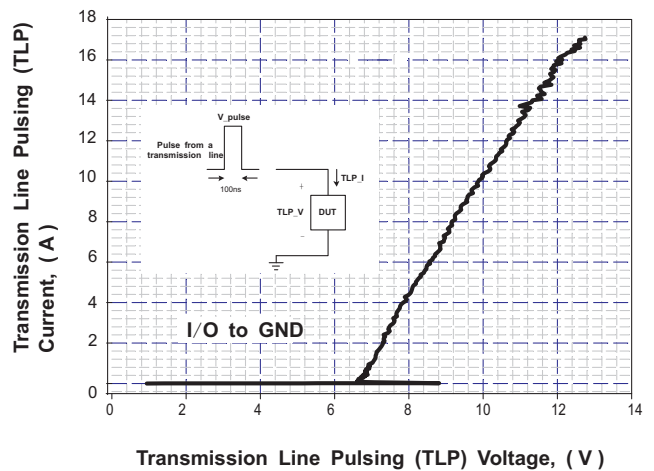 Transmission Line Pulsing (TLP)
Current, ( A )
18
16
14
12
10
8
6
4
2
0
V_pulse
Pulse from a
transmission line
100ns
TLP_I
+
TLP_V
DUT
–
I/O to GND
0 2 4 6 8 10 12 14
Transmission Line Pulsing (TLP) Voltage, ( V )